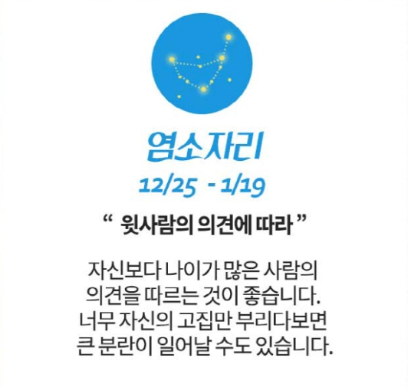 염소자리
12/25 - 1/19
“ 윗사람의 의견에 따라 ”
자신보다 나이가 많은 사람의
의견을 따르는 것이 좋습니다.
너무 자신의 고집만 부리다보면
큰 분란이 일어날 수도 있습니다.